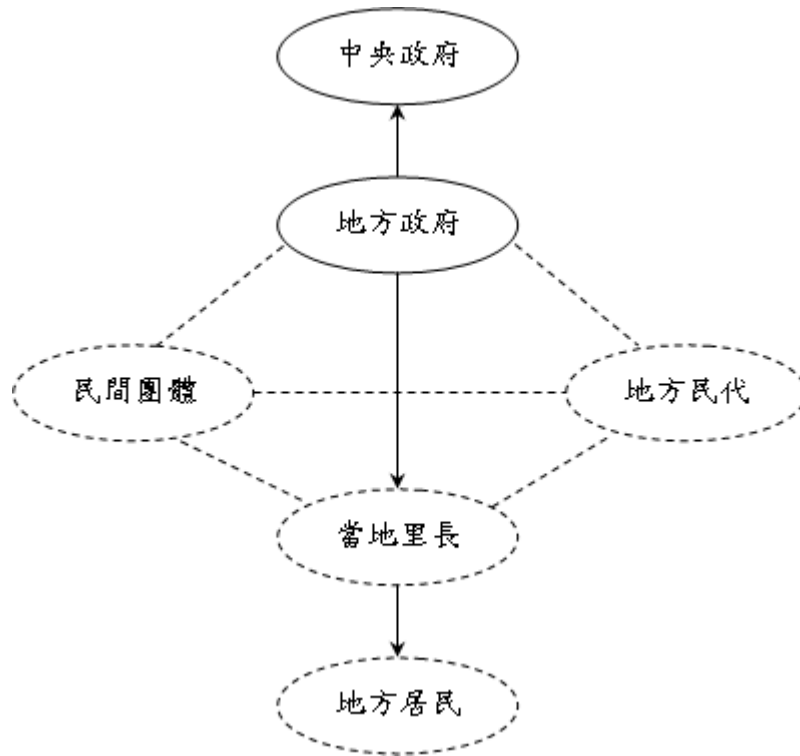 中央政府
地方政府
民間團體
地方民代
當地里長
地方居民